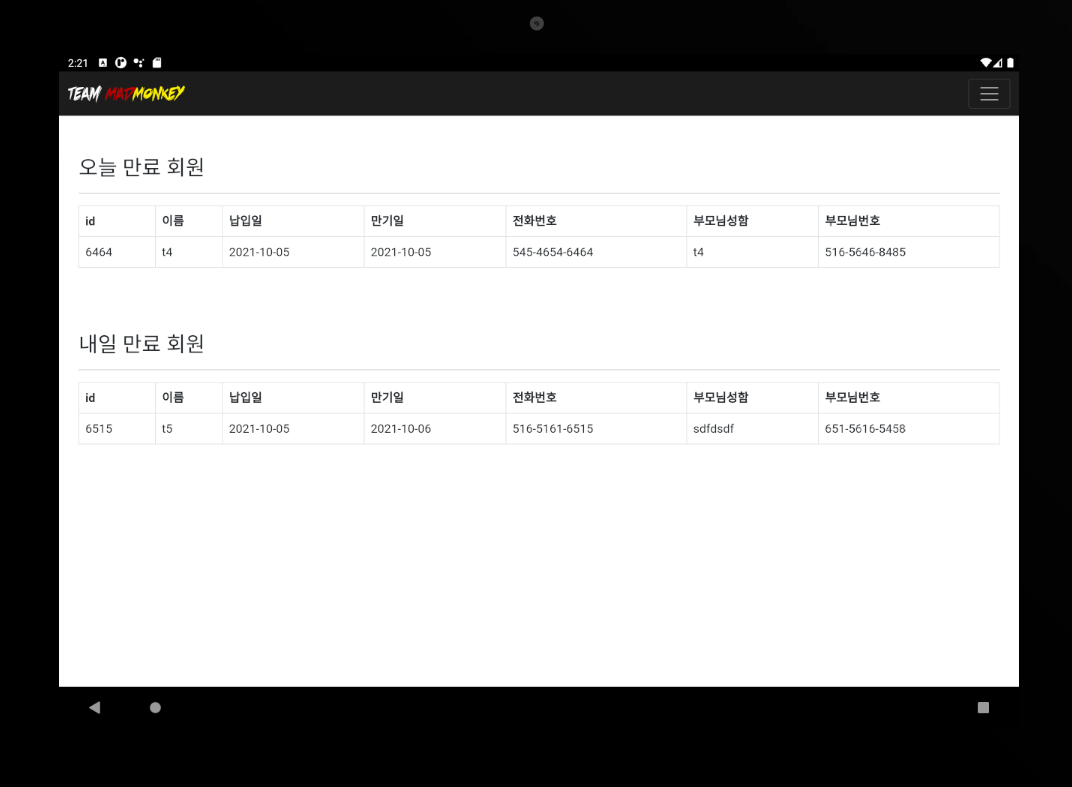 2:21
TEAM MADMONKEY
오늘 만료 회원
id 이름 납입일 만기일 전화번호 부모님성함 부모님번호
6464 t4 2021-10-05 2021-10-05 545-4654-6464 t4 516-5646-8485
내일 만료 회원
id 이름 납입일 만기일 전화번호 부모님성함 부모님번호
6515 t5 2021-10-05 2021-10-06 516-5161-6515 sdfdsdf 651-5616-5458